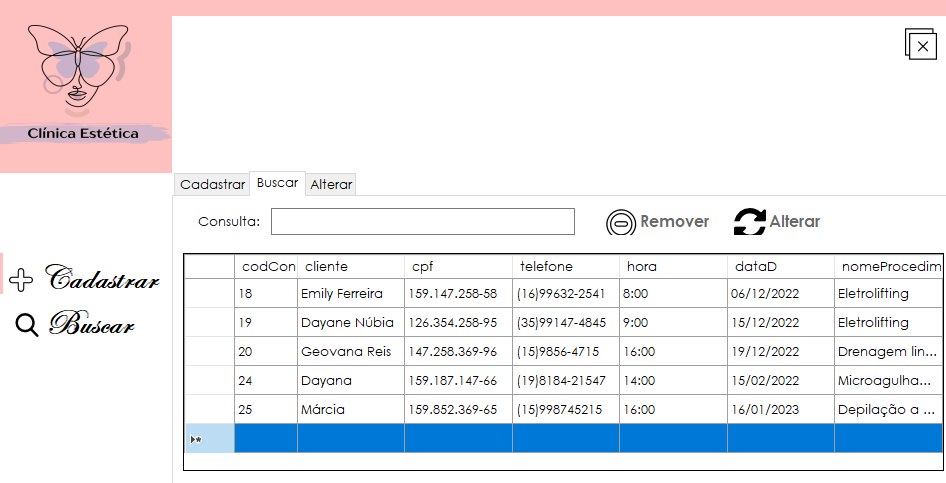 Clínica Estética
Cadastrar Buscar Alterar
Consulta: Remover Alterar
Cadastrar
Buscar
codCon cliente cpf telefone hora dataD nomeProcedim
18 Emily Ferreira 159.147.258-58 (16)99632-2541 8:00 06/12/2022 Eletrolifting
19 Dayane Núbia 126.354.258-95 (35)99147-4845 9:00 15/12/2022 Eletrolifting
20 Geovana Reis 147.258.369-96 (15)9856-4715 16:00 19/12/2022 Drenagem lin...
24 Dayana 159.187.147-66 (19)8184-21547 14:00 15/02/2022 Microagulha...
25 Márcia 159.852.369-65 (15)998745215 16:00 16/01/2023 Depilação a ...